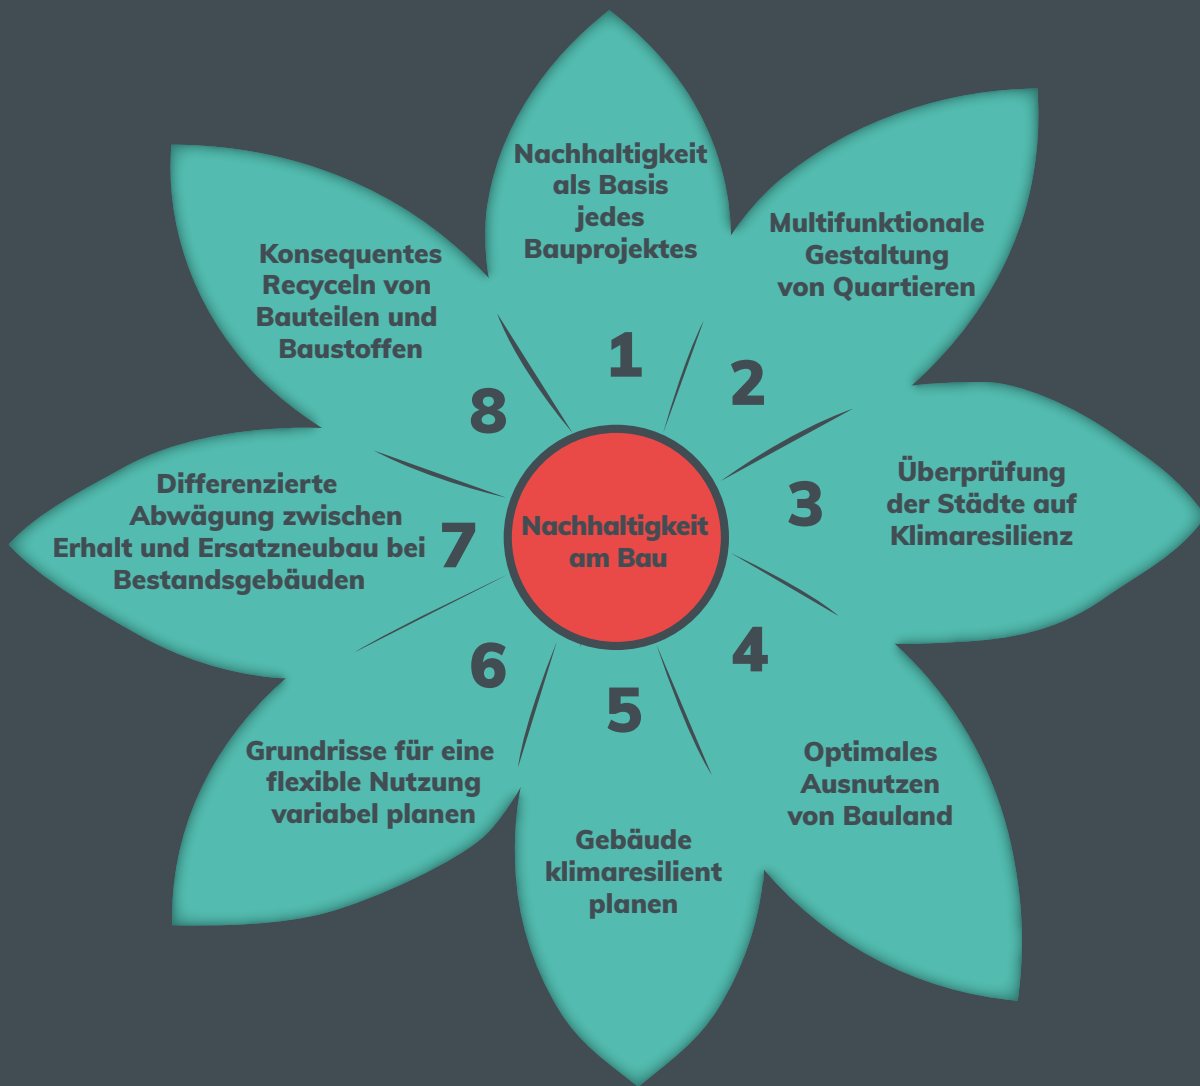 Nachhaltigkeit
als Basis
jedes
Bauprojektes
1
Multifunktionale
Gestaltung
von Quartieren
2
Überprüfung
der Städte auf
Klimaresilienz
3
Optimales
Ausnutzen
von Bauland
4
Gebäude
klimaresilient
planen
5
Grundrisse für eine
flexible Nutzung
variabel planen
6
Differenzierte
Abwägung zwischen
Erhalt und Ersatzneubau bei
Bestandsgebäuden
7
Konsequentes
Recyceln von
Bauteilen und
Baustoffen
8
Nachhaltigkeit
am Bau